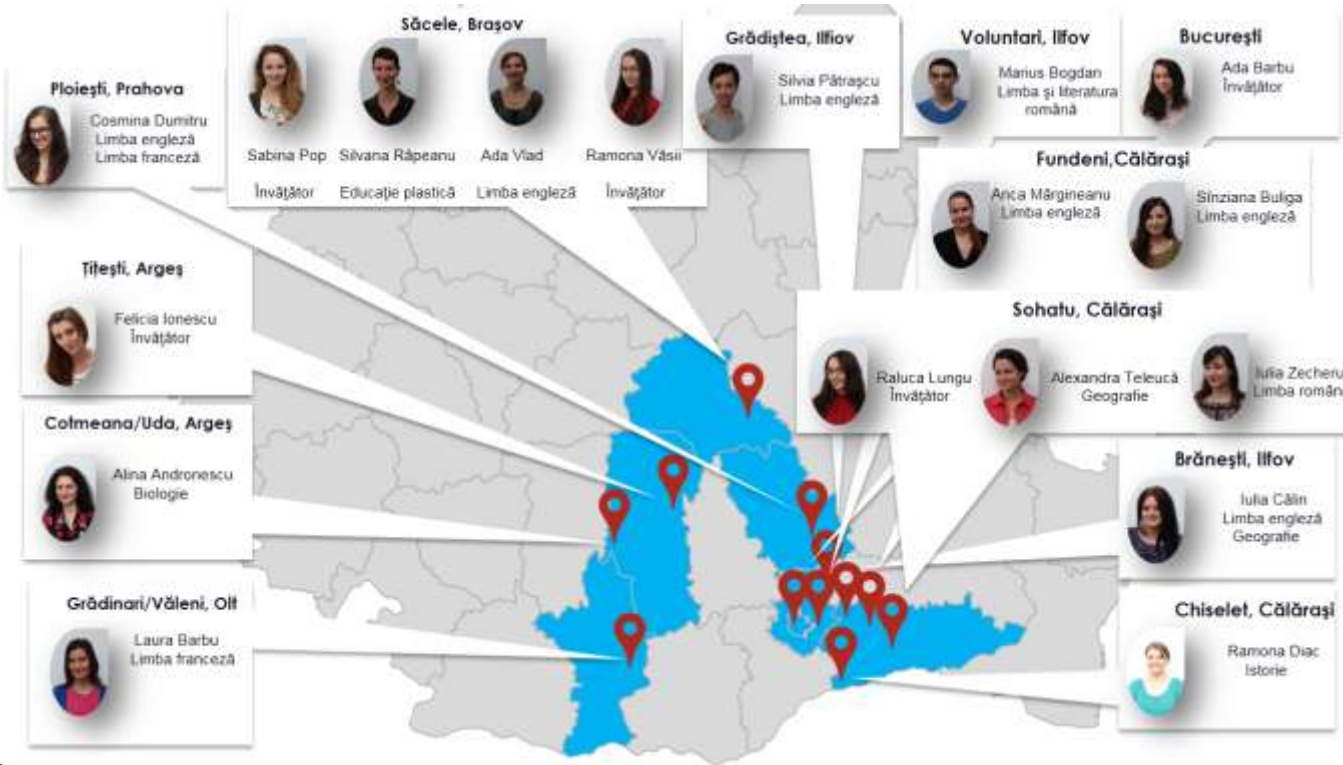 Ploiești, Prahova
Cosmina Dumitru
Limba engleză
Limba franceză
Săcele, Brașov
Sabina Pop
Învățător
Silvana Râpeanu
Educație plastică
Ada Vlad
Limba engleză
Ramona Văsii
Învățător
Grădiștea, Ilfiov
Silvia Pătrașcu
Limba engleză
Voluntari, Ilfov
Marius Bogdan
Limba și literatura
română
București
Ada Barbu
Învățător
Fundeni,Călărași
Anca Mărgineanu
Limba engleză
Sînziana Buliga
Limba engleză
Țițești, Argeș
Felicia Ionescu
Învățător
Sohatu, Călărași
Raluca Lungu
Învățător
Alexandra Teleucă
Geografie
Iulia Zecheru
Limba română
Cotmeana/Uda, Argeș
Alina Andronescu
Biologie
Brănești, Ilfov
Iulia Călin
Limba engleză
Geografie
Grădinari/Văleni, Olt
Laura Barbu
Limba franceză
Chiselet, Călărași
Ramona Diac
Istorie